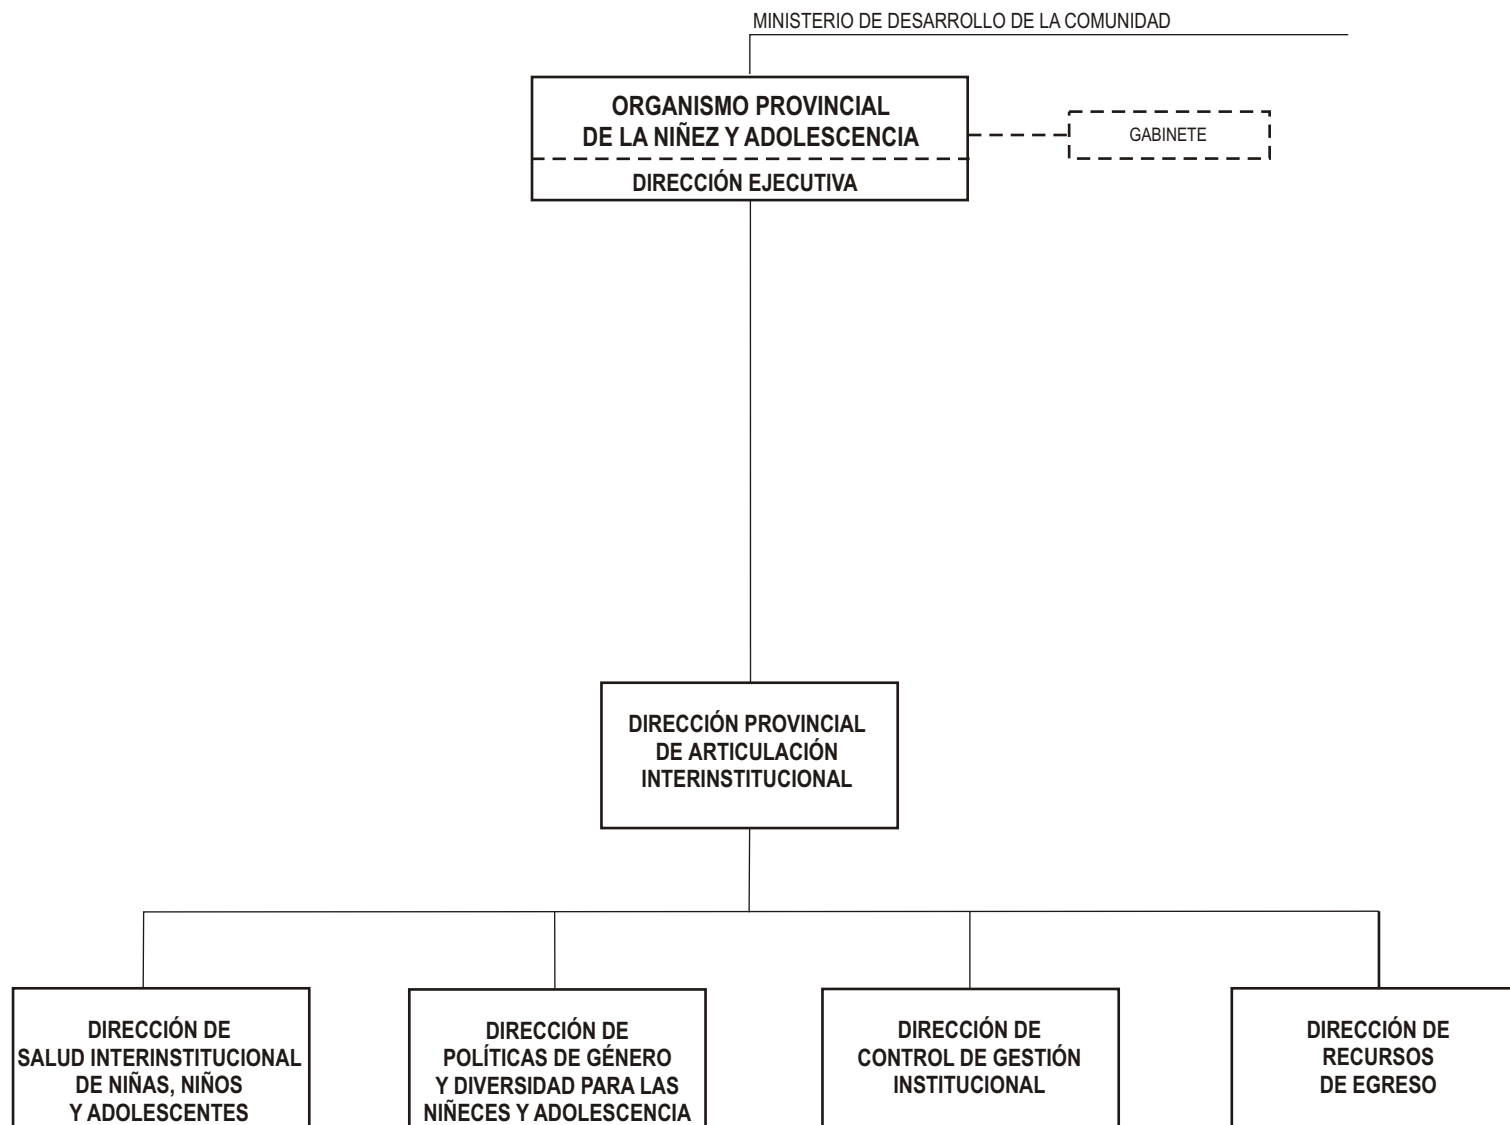 MINISTERIO DE DESARROLLO DE LA COMUNIDAD
ORGANISMO PROVINCIAL
DE LA NIÑEZ Y ADOLESCENCIA
GABINETE
DIRECCIÓN EJECUTIVA
DIRECCIÓN PROVINCIAL
DE ARTICULACIÓN
INTERINSTITUCIONAL
DIRECCIÓN DE
SALUD INTERINSTITUCIONAL
DE NIÑAS, NIÑOS
Y ADOLESCENTES
DIRECCIÓN DE
POLÍTICAS DE GÉNERO
Y DIVERSIDAD PARA LAS
NIÑECES Y ADOLESCENCIA
DIRECCIÓN DE
CONTROL DE GESTIÓN
INSTITUCIONAL
DIRECCIÓN DE
RECURSOS
DE EGRESO